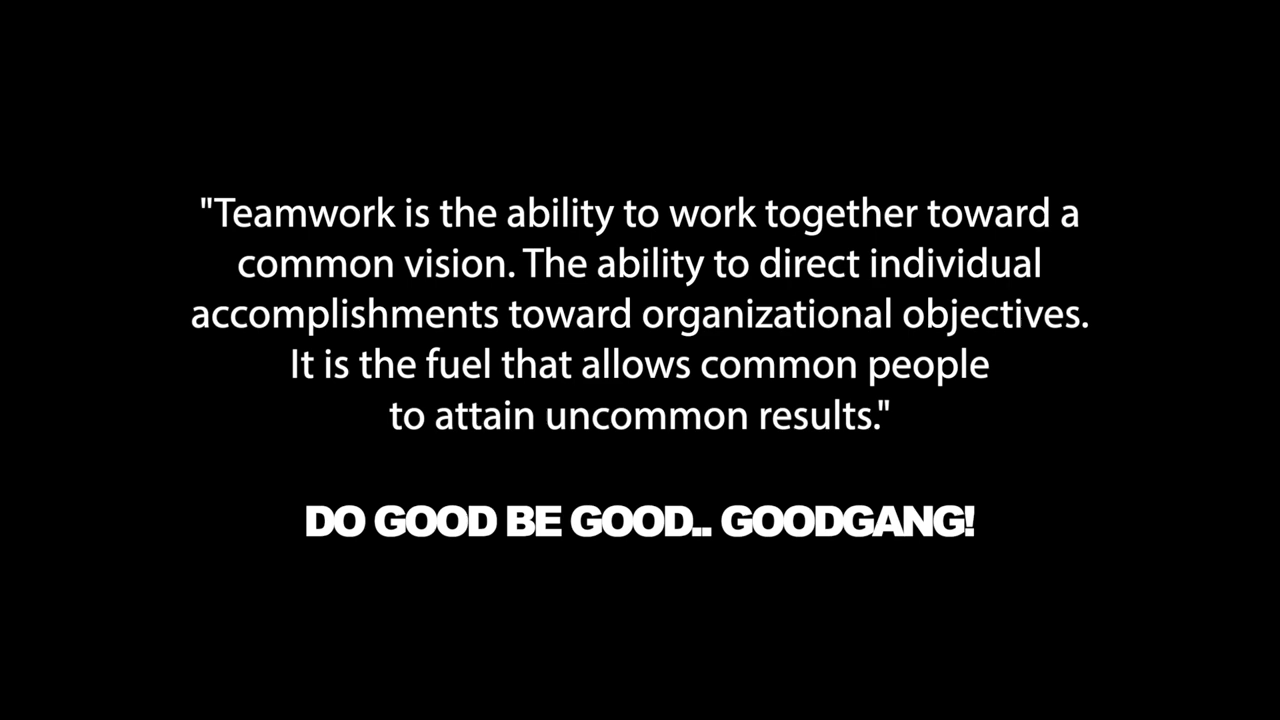 "Teamwork is the ability to work together toward a
common vision. The ability to direct individual
accomplishments toward organizational objectives.
It is the fuel that allows common people
to attain uncommon results."
DO GOOD BE GOOD.. GOODGANG!